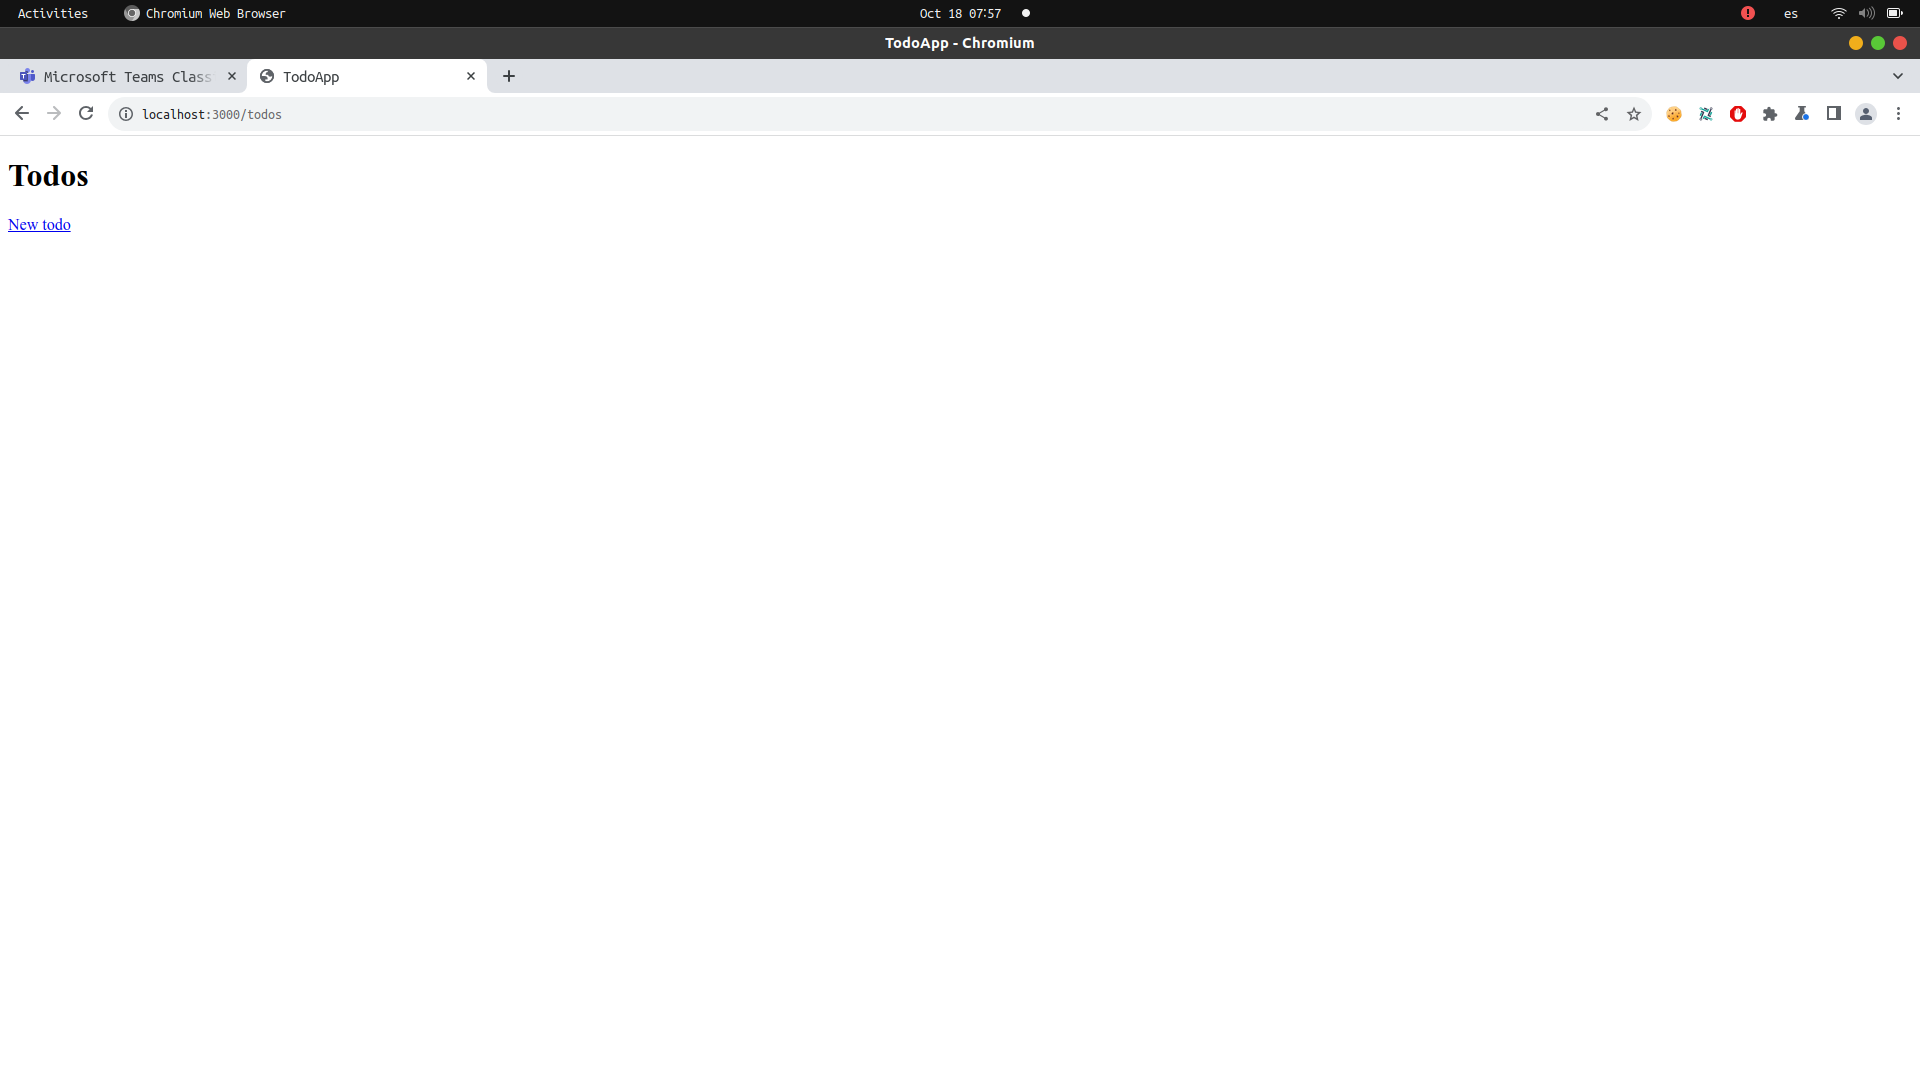 Activities
Chromium Web Browser
Oct 18 07:57
es
TodoApp - Chromium
Microsoft Teams Class
TodoApp
localhost:3000/todos
Todos
New todo